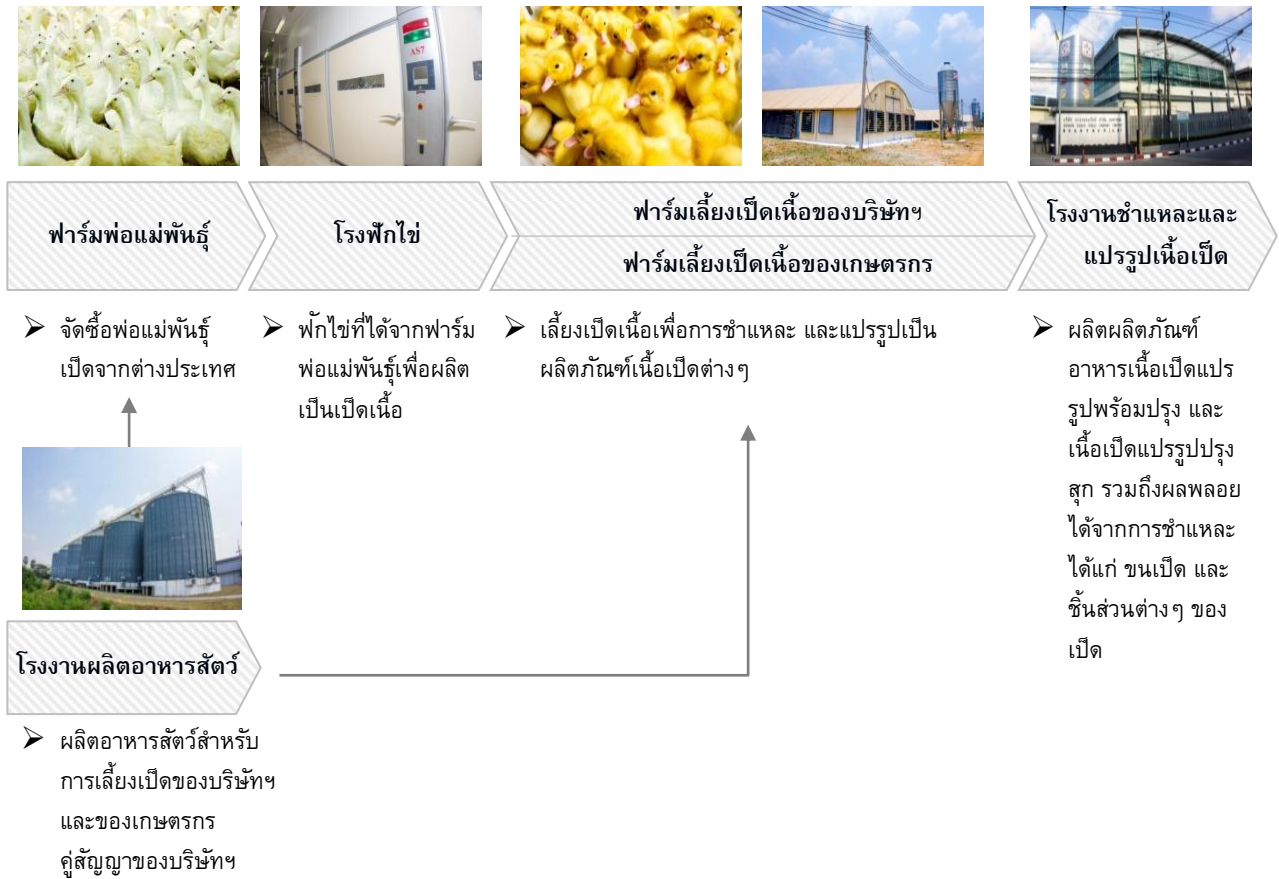 AS7
ฟาร์มพ่อแม่พันธุ์
โรงฟักไข่
ฟาร์มเลี้ยงเป็ดเนื้อของบริษัทฯ
ฟาร์มเลี้ยงเป็ดเนื้อของเกษตรกร
โรงงานชำแหละและ
แปรรูปเนื้อเป็ด
➢ จัดซื้อพ่อแม่พันธุ์
เป็ดจากต่างประเทศ
➢ ฟักไข่ที่ได้จากฟาร์ม
พ่อแม่พันธุ์เพื่อผลิต
เป็นเป็ดเนื้อ
➢ เลี้ยงเป็ดเนื้อเพื่อการชำแหละ และแปรรูปเป็น
ผลิตภัณฑ์เนื้อเป็ดต่างๆ
➢ ผลิตผลิตภัณฑ์
อาหารเนื้อเป็ดแปร
รูปพร้อมปรุง และ
เนื้อเป็ดแปรรูปปรุง
สุก รวมถึงผลพลอย
ได้จากการชำแหละ
ได้แก่ ขนเป็ด และ
ชิ้นส่วนต่างๆ ของ
เป็ด
โรงงานผลิตอาหารสัตว์
➢ ผลิตอาหารสัตว์สำหรับ
การเลี้ยงเป็ดของบริษัทฯ
และของเกษตรกร
คู่สัญญาของบริษัทฯ